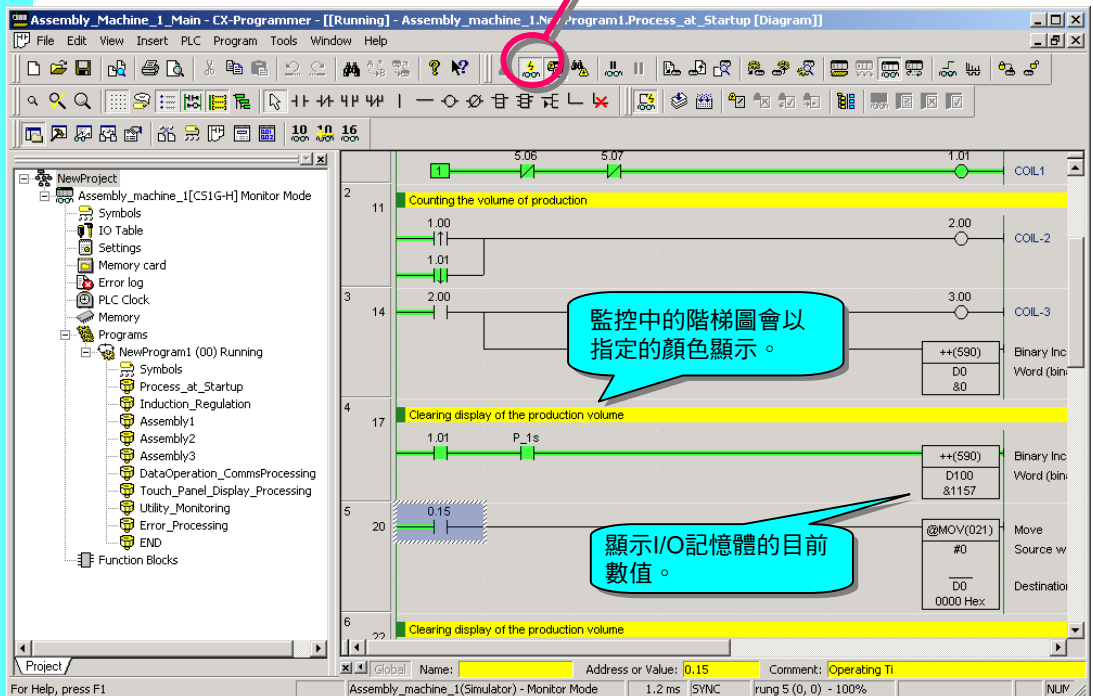 Assembly_Machine_1_Main - CX-Programmer - [[Running] - Assembly_machine_1.NewProgram1.Process_at_Startup [Diagram]]
File Edit View Insert PLC Program Tools Window Help
10 10 16
NewProject
Assembly_machine_1[CS1G-H] Monitor Mode
Symbols
IO Table
Settings
Memory card
Error log
PLC Clock
Memory
Programs
NewProgram1 (00) Running
Symbols
Process_at_Startup
Induction_Regulation
Assembly1
Assembly2
Assembly3
DataOperation_CommsProcessing
Touch_Panel_Display_Processing
Utility_Monitoring
Error_Processing
END
Function Blocks
Project
5.06 5.07 1.01
1 COIL1
2
11 Counting the volume of production
1.00 2.00
COIL-2
1.01
3 2.00 3.00
14 COIL-3
監控中的階梯圖會以
指定的顏色顯示。
++(590) Binary Inc
D0 Word (bin
&0
4
17 Clearing display of the production volume
1.01 P_1s
++(590) Binary Inc
D100 Word (bin
&1157
5 0.15
20 @MOV(021) Move
#0 Source w
顯示I/O記憶體的目前
數值。
D0 Destination
0000 Hex
6
22 Clearing display of the production volume
Global Name: Address or Value: 0.15 Comment: Operating Ti
For Help, press F1 Assembly_machine_1(Simulator) - Monitor Mode 1.2 ms SYNC rung 5 (0, 0) - 100% NUM